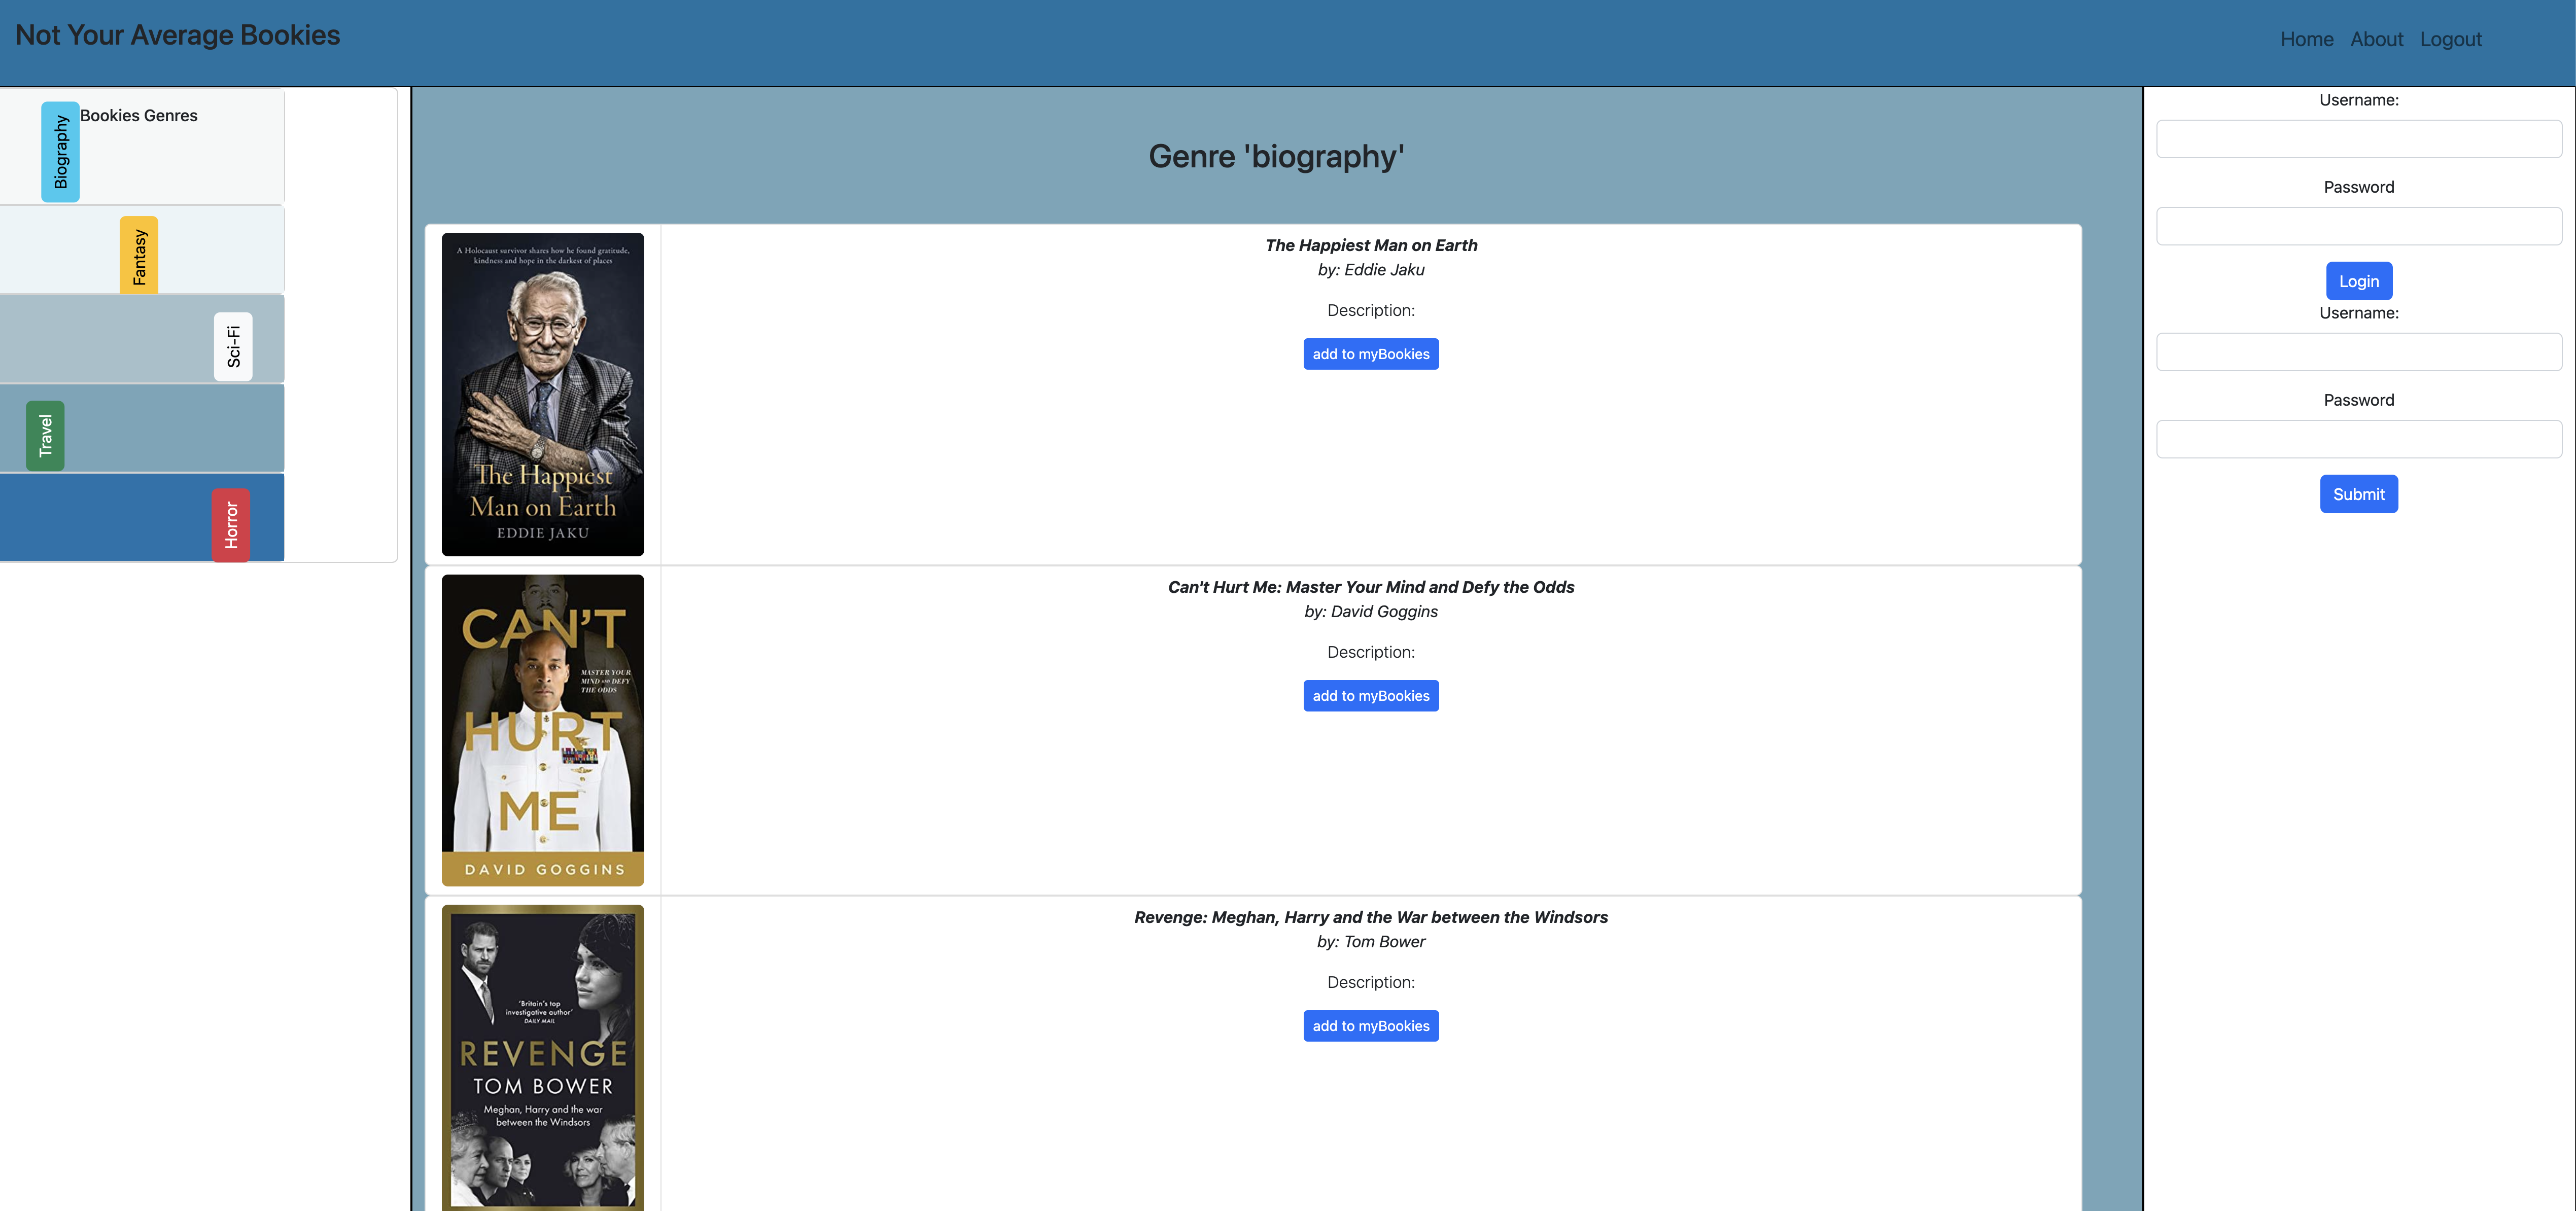 Not Your Average Bookies
Home About Logout
Bookies Genres
Biography
Fantasy
Sci-Fi
Travel
Horror
Genre 'biography'
A Holocaust survivor shares how he found gratitude,
kindness and hope in the darkest of places
The Happiest
Man on Earth
EDDIE JAKU
The Happiest Man on Earth
by: Eddie Jaku
Description:
add to myBookies
CAN'T
MASTER YOUR
MIND AND DEFY
THE ODDS
HURT
ME
DAVID GOGGINS
Can't Hurt Me: Master Your Mind and Defy the Odds
by: David Goggins
Description:
add to myBookies
'Britain's top
investigative author'
DAILY MAIL
REVENGE
TOM BOWER
Meghan, Harry and the war
between the Windsors
Revenge: Meghan, Harry and the War between the Windsors
by: Tom Bower
Description:
add to myBookies
Username:
Password
Login
Username:
Password
Submit